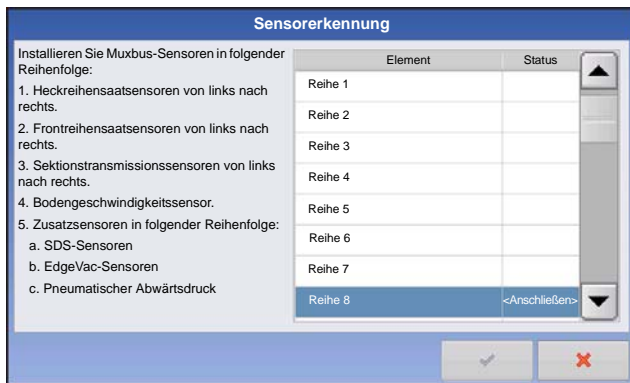 Sensorerkennung
Installieren Sie Muxbus-Sensoren in folgender
Reihenfolge:
1. Heckreihensaatsensoren von links nach
rechts.
2. Frontreihensaatsensoren von links nach
rechts.
3. Sektionstransmissionssensoren von links
nach rechts.
4. Bodengeschwindigkeitssensor.
5. Zusatzsensoren in folgender Reihenfolge:
a. SDS-Sensoren
b. EdgeVac-Sensoren
c. Pneumatischer Abwärtsdruck
Element Status
Reihe 1
Reihe 2
Reihe 3
Reihe 4
Reihe 5
Reihe 6
Reihe 7
Reihe 8 <Anschließen>